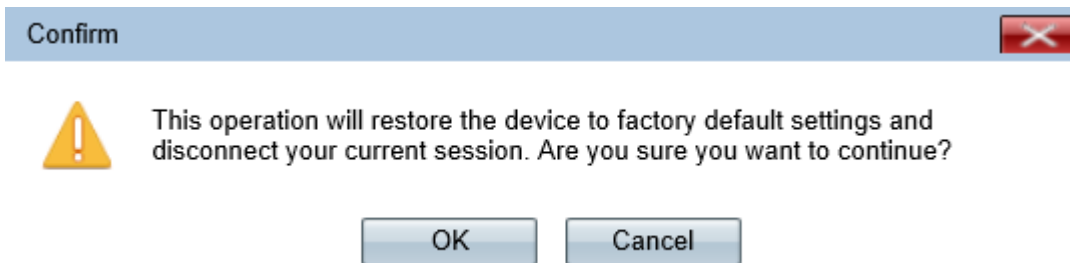 Confirm
This operation will restore the device to factory default settings and
disconnect your current session. Are you sure you want to continue?
OK
Cancel